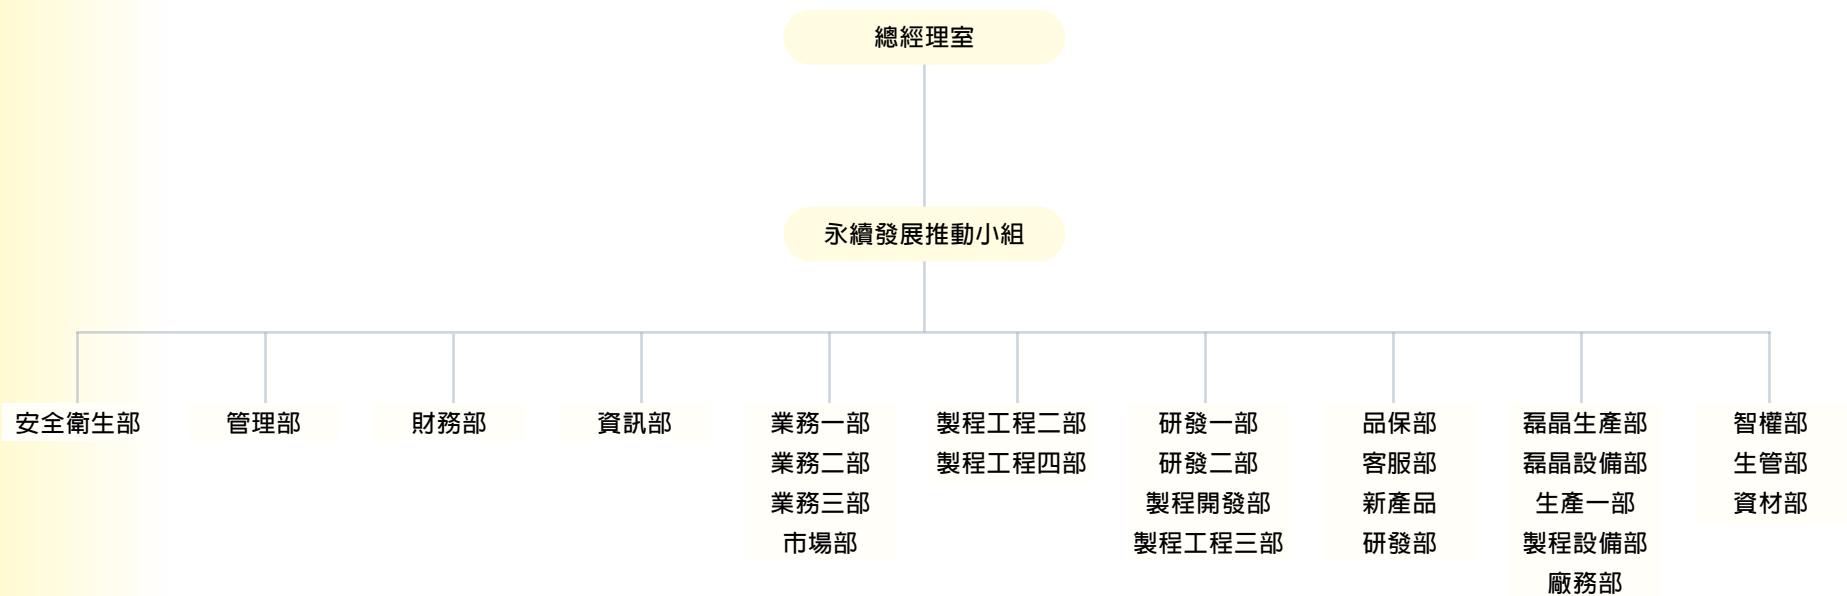 總經理室
永續發展推動小組
安全衛生部
管理部
財務部
資訊部
業務一部
業務二部
業務三部
市場部
製程工程二部
製程工程四部
研發一部
研發二部
製程開發部
製程工程三部
品保部
客服部
新產品
研發部
磊晶生產部
磊晶設備部
生產一部
製程設備部
廠務部
智權部
生管部
資材部